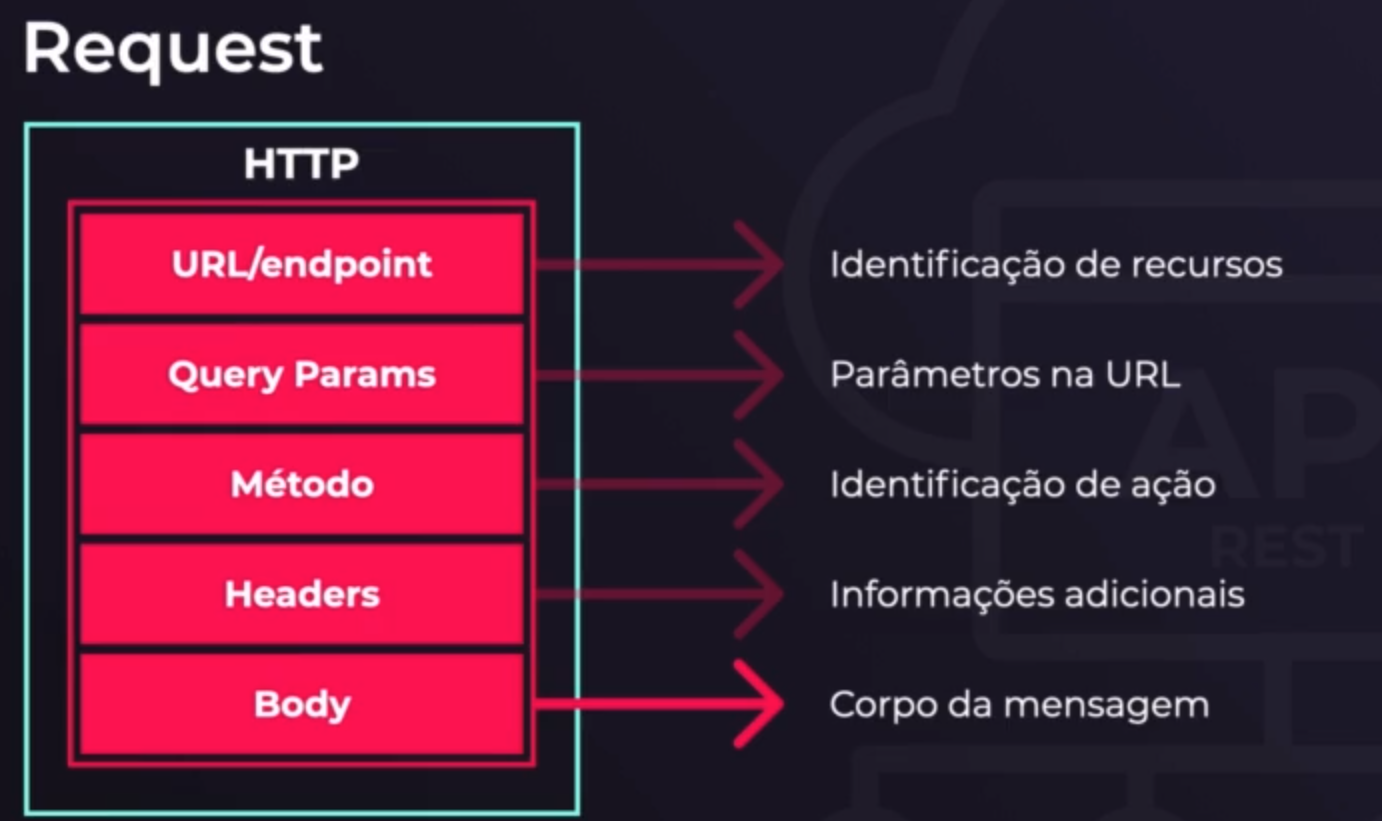 Request
HTTP
URL/endpoint
Identificação de recursos
Query Params
Parâmetros na URL
Método
Identificação de ação
Headers
Informações adicionais
Body
Corpo da mensagem
AP
REST